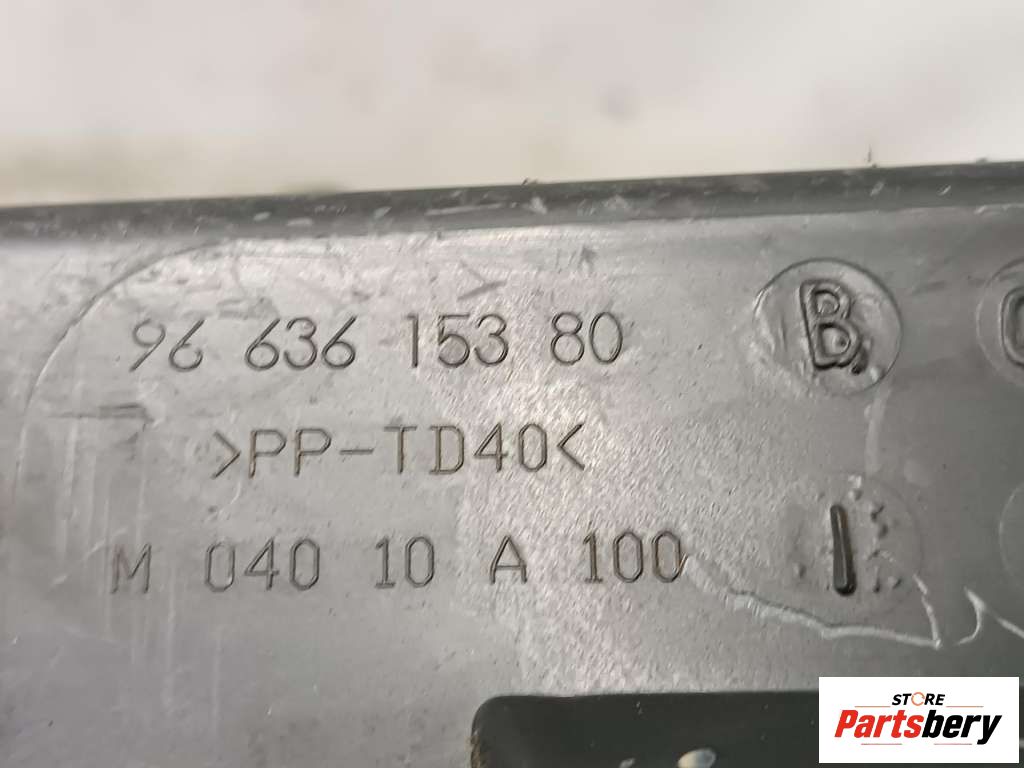 96 636 153 80
B
>PP-TD40<
M 040 10 A 100
STORE
Partsbery